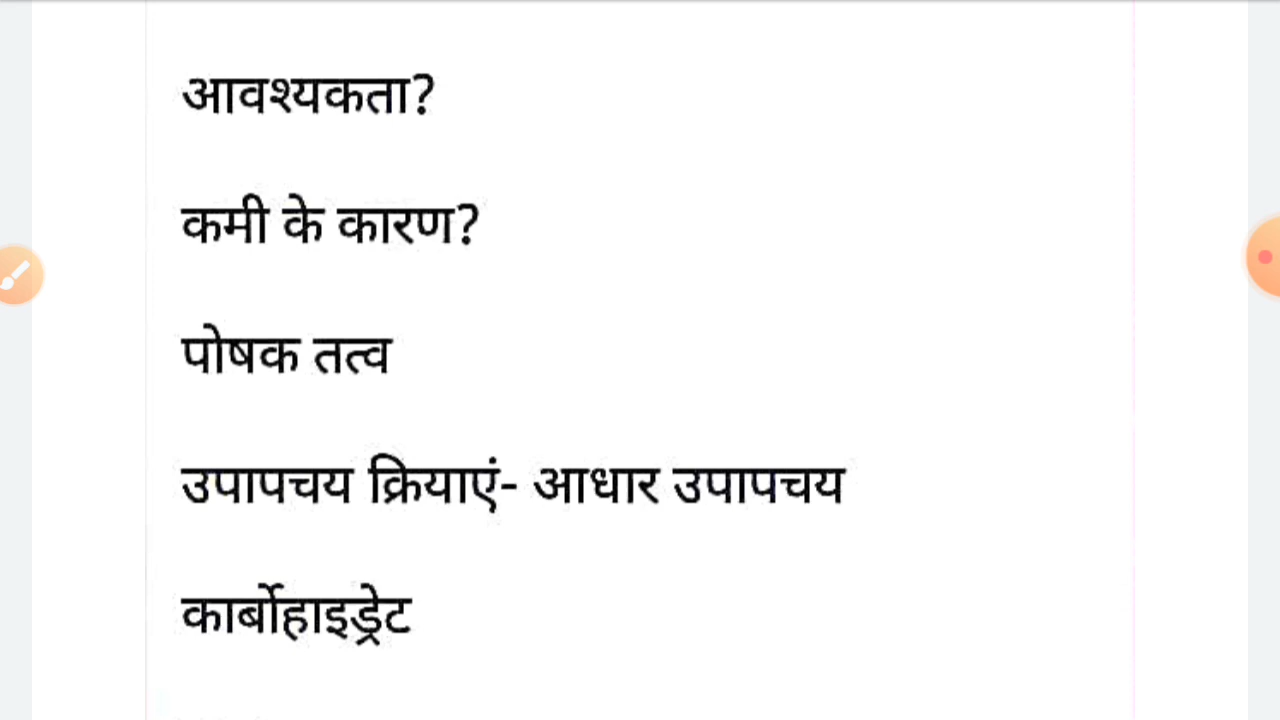 आवश्यकता?
कमी के कारण?
पोषक तत्व
उपापचय क्रियाएं- आधार उपापचय
कार्बोहाइड्रेट